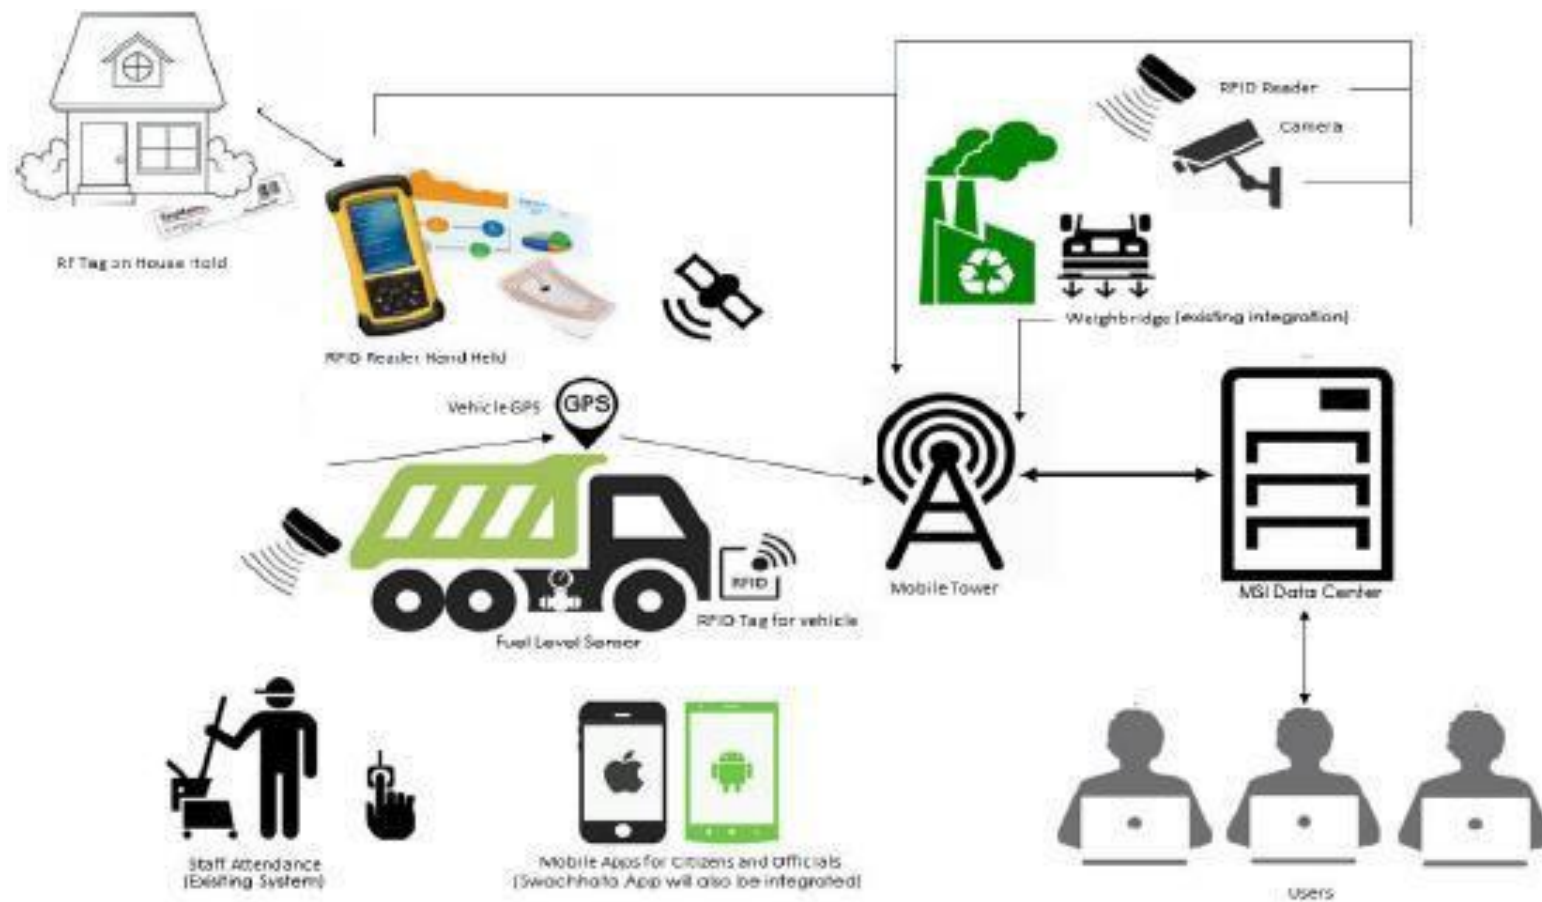 RFID Reader
Camera
RF Tag on House Hold
Weighbridge (existing integration)
RFID Reader Hand Held
Vehicle GPS
GPS
RFID
Mobile Tower
MSI Data Center
RFID Tag for vehicle
Fuel Level Sensor
Staff Attendance
(Existing System)
Mobile Apps for Citizens and Officials
(Swachhata App will also be integrated)
Users